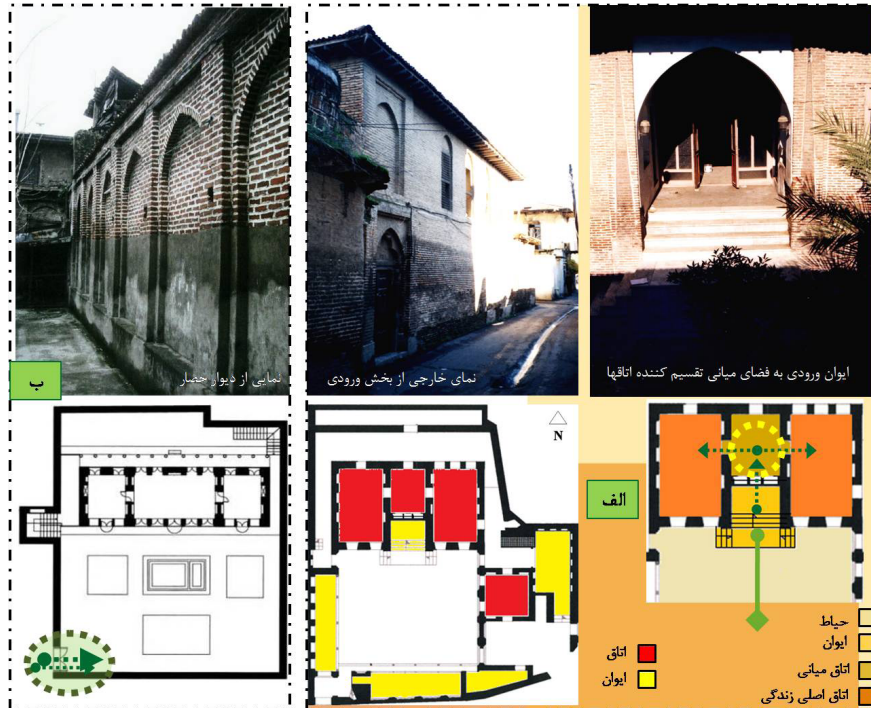 ایوان ورودی به فضای میانی تقسیم کننده اتاقها
نمای خارجی از بخش ورودی
نمایی از دیوار حصار
ب
N
الف
حیاط
ایوان
اتاق میانی
اتاق اصلی زندگی
اتاق
ایوان